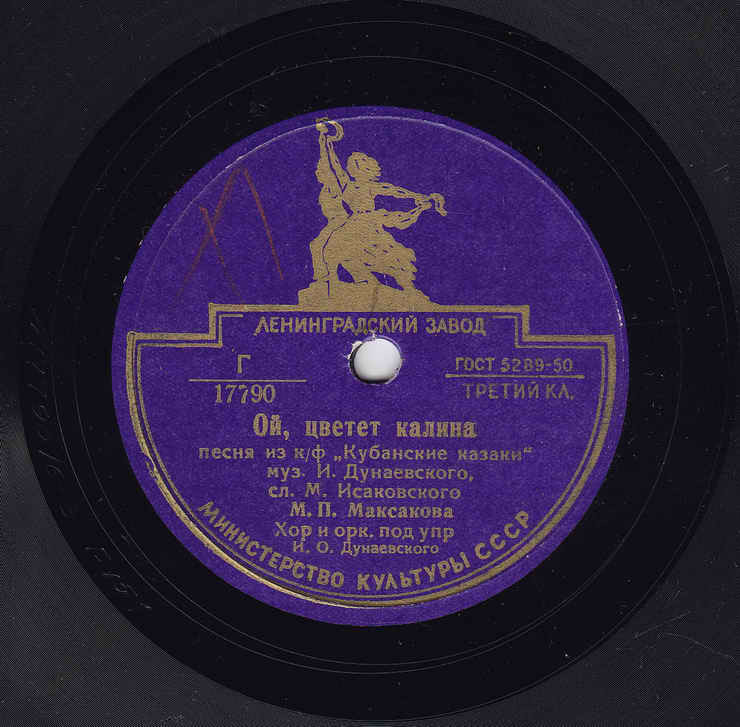 ЛЕНИНГРАДСКИЙ ЗАВОД
Г
17790
ГОСТ 5289-50
ТРЕТИЙ КЛ.
Ой, цветет калина
песня из к/ф „Кубанские казаки“
муз. И. Дунаевского,
сл. М. Исаковского
М. П. Максакова
Хор и орк. под упр
И. О. Дунаевского
МИНИСТЕРСТВО КУЛЬТУРЫ СССР